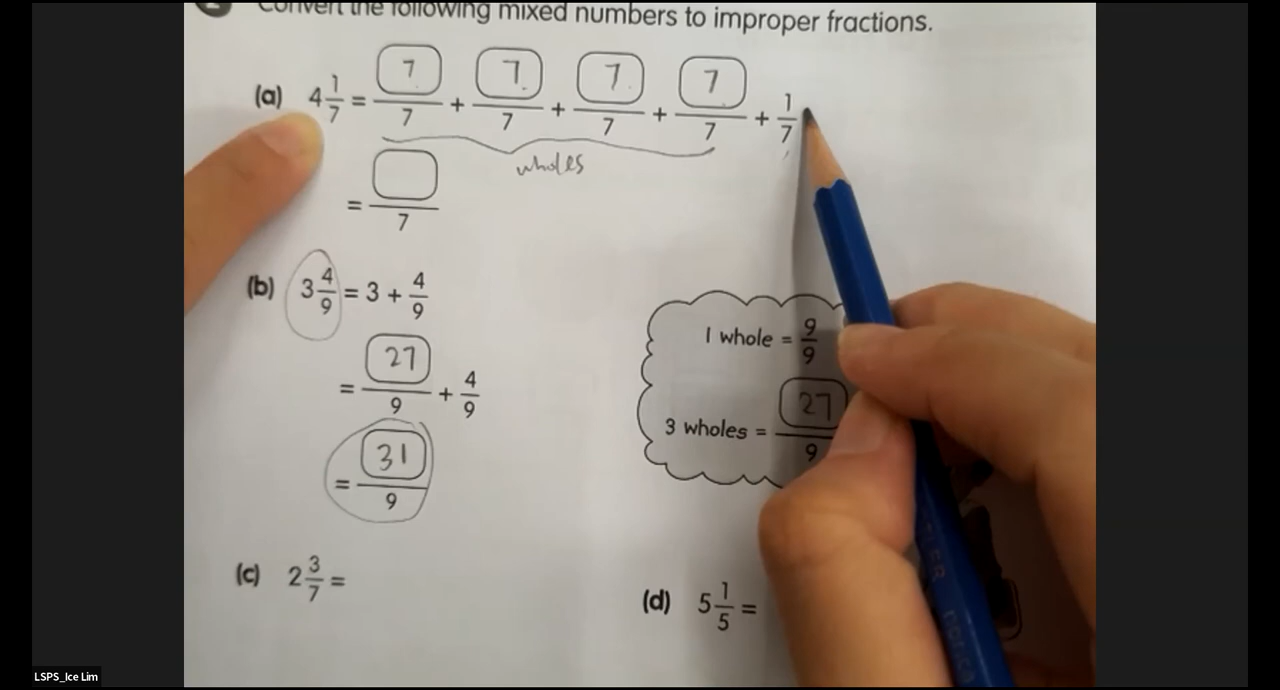 Convert the following mixed numbers to improper fractions.
(a) 4 1/7 = 7/7 + 7/7 + 7/7 + 7/7 + 1/7
wholes
= /7
(b) 3 4/9 = 3 + 4/9
= 27/9 + 4/9
= 31/9
1 whole = 9/9
3 wholes = 27/9
(c) 2 3/7 =
(d) 5 1/5 =
LSPS_Ice Lim